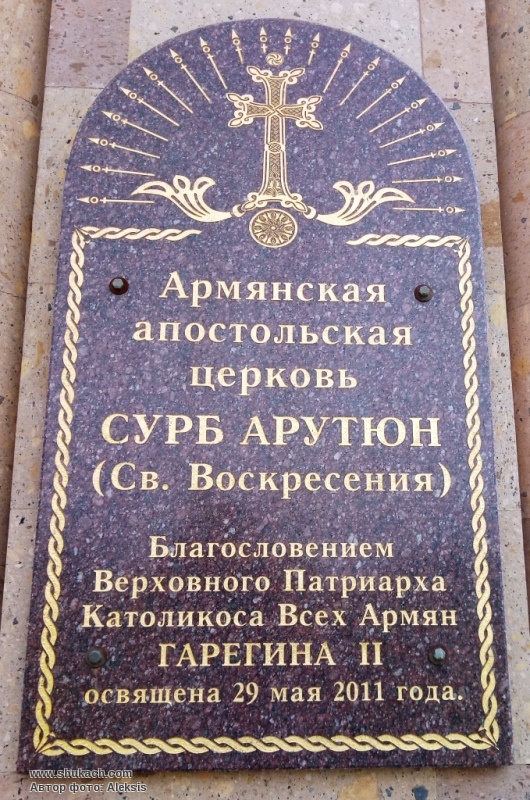 Армянская
апостольская
церковь
СУРБ АРУТЮН
(Св. Воскресения)
Благословением
Верховного Патриарха
Католикоса Всех Армян
ГАРЕГИНА II
освящена 29 мая 2011 года.
www.shukach.com
Автор фото: Aleksis